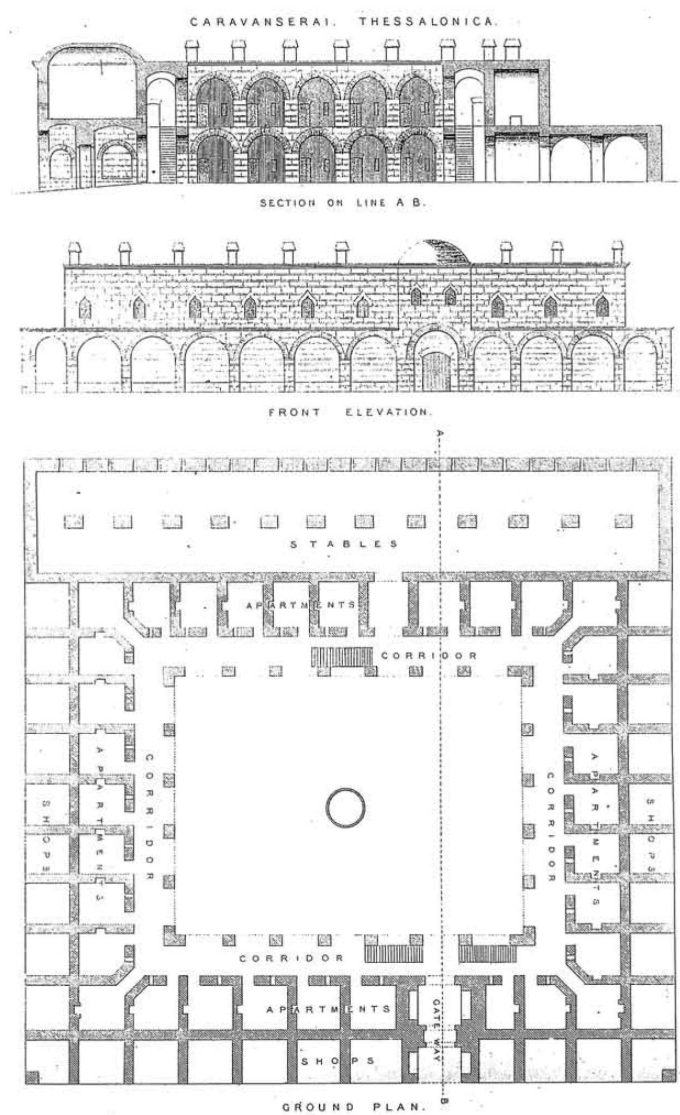 CARAVANSERAI. THESSALONICA.
SECTION ON LINE A B.
FRONT ELEVATION.
A
STABLES
APARTMENTS
CORRIDOR
CORRIDOR
APARTMENTS
SHOPS
CORRIDOR
APARTMENTS
SHOPS
CORRIDOR
APARTMENTS
GATE WAY
SHOPS
B
GROUND PLAN.